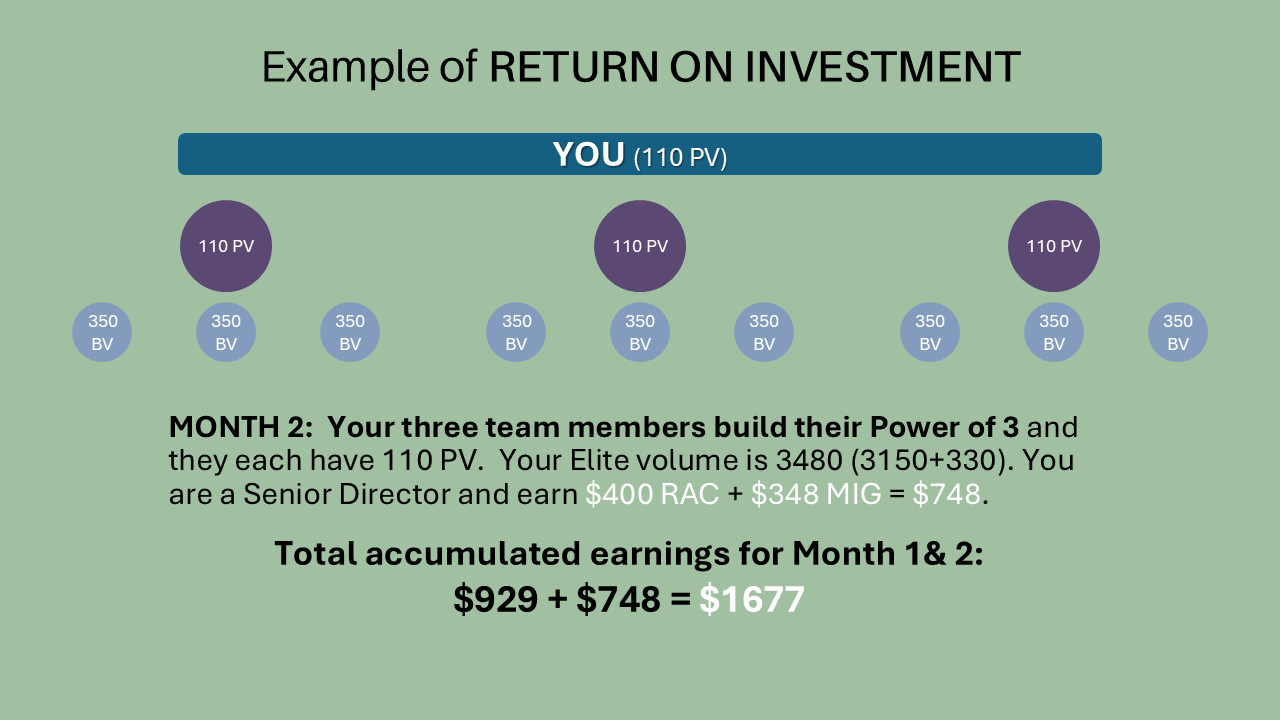 Example of RETURN ON INVESTMENT
YOU (110 PV)
110 PV 110 PV 110 PV
350 350 350 350 350 350 350 350 350
BV BV BV BV BV BV BV BV BV
MONTH 2:  Your three team members build their Power of 3 and
they each have 110 PV.  Your Elite volume is 3480 (3150+330). You
are a Senior Director and earn $400 RAC + $348 MIG = $748.
Total accumulated earnings for Month 1& 2:
$929 + $748 = $1677